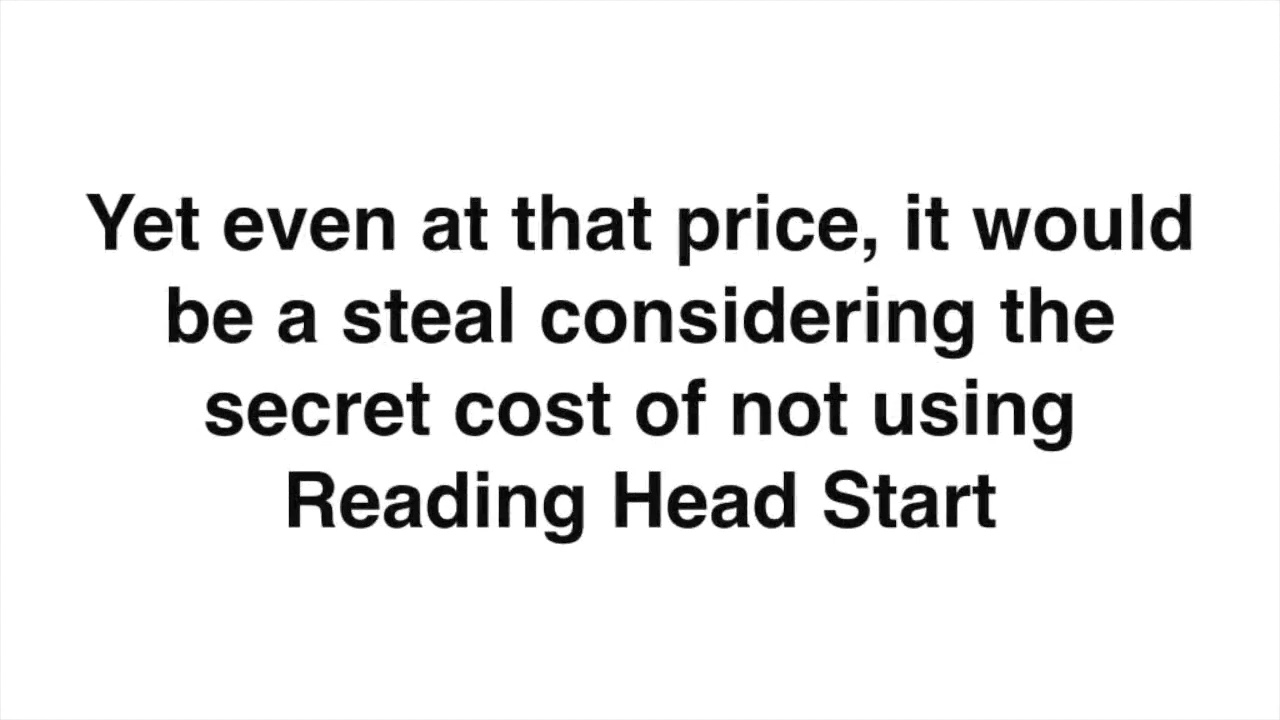 Yet even at that price, it would
be a steal considering the
secret cost of not using
Reading Head Start